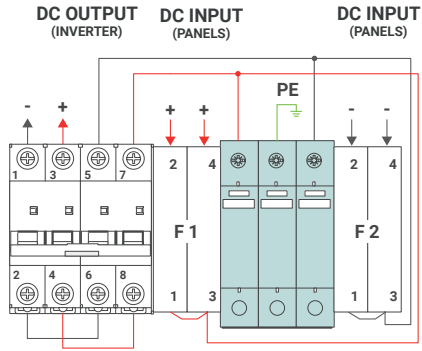 DC OUTPUT
(INVERTER)
DC INPUT
(PANELS)
DC INPUT
(PANELS)
- +
+ +
PE
- -
1 3 5 7
2 4
2 4
F 1
F 2
2 4 6 8
1 3
1 3